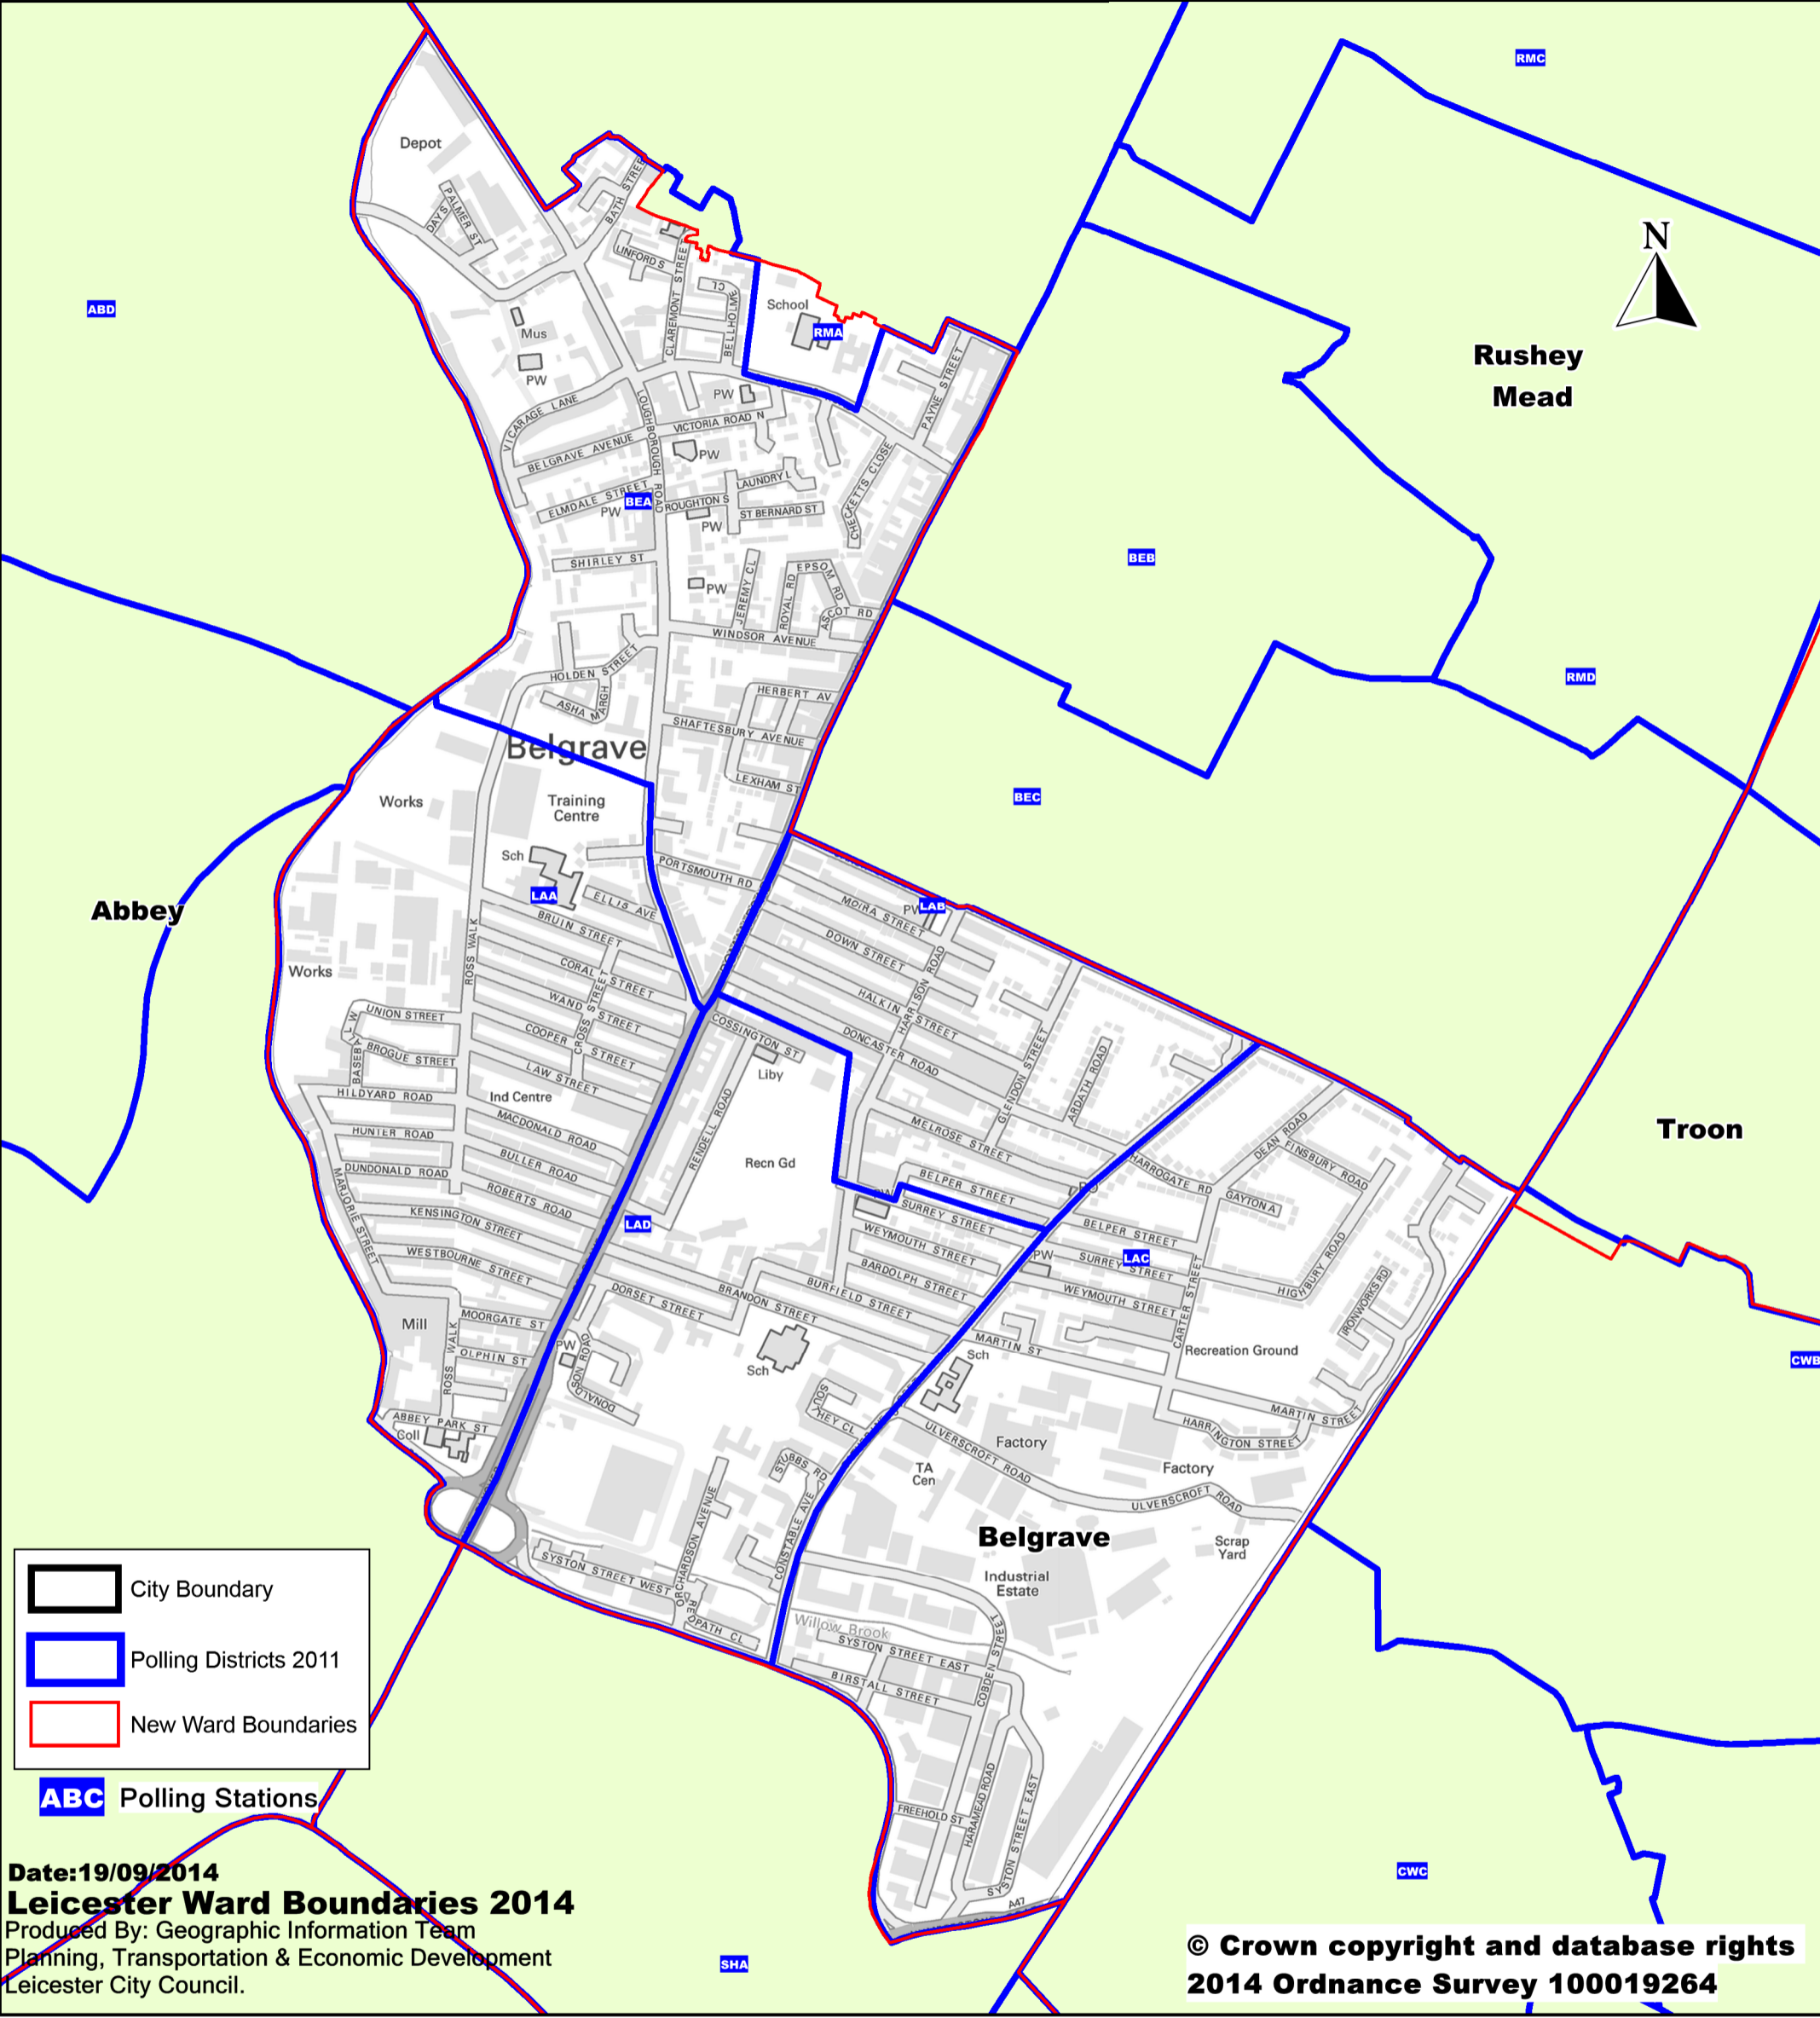 RMC
Depot
BATH STREE
PALMER ST
DAYS
N
LINFORD S
CLAREMONT STREET
CL
BELLHOLME
ABD
School
RMA
Mus
Rushey
Mead
PW
PAYNE STREET
PW
VICARAGE LANE
LOUGHBOROUGH ROAD
VICTORIA ROAD N
BELGRAVE AVENUE
PW
CHECKETTS CLOSE
LAUNDRY L
ELMDALE STREET
BEA
ROUGHTON S
PW
ST BERNARD ST
PW
BEB
SHIRLEY ST
JEREMY CL
EPSOM RD
ROYAL RD
PW
ASCOT RD
WINDSOR AVENUE
HOLDEN STREET
RMD
ASHA MARGH
HERBERT AV
SHAFTESBURY AVENUE
Belgrave
LEXHAM ST
BEC
Works
Training
Centre
Sch
PORTSMOUTH RD
LAA
ELLIS AVE
LAB
PW
MOIRA STREET
Abbey
BRUIN STREET
DOWN STREET
ROSS WALK
HARRISON ROAD
CORAL STREET
Works
WAND STREET
HALKIN STREET
CROSS STREET
UNION STREET
COOPER STREET
COSSINGTON ST
DONCASTER ROAD
BROGUE STREET
LAW STREET
Liby
GLENDON STREET
ARDATH ROAD
HILDYARD ROAD
Ind Centre
MACDONALD ROAD
RENDELL ROAD
MELROSE STREET
DEAN ROAD
Troon
HUNTER ROAD
FINSBURY ROAD
BULLER ROAD
Recn Gd
DUNDONALD ROAD
HARROGATE RD
BELPER STREET
ROBERTS ROAD
GAYTON A
MARJORIE STREET
KENSINGTON STREET
LAD
SURREY STREET
BELPER STREET
WEYMOUTH STREET
PW
SURREY STREET
LAC
WESTBOURNE STREET
BARDOLPH STREET
WEYMOUTH STREET
HIGHBURY ROAD
DORSET STREET
BRANDON STREET
BURFIELD STREET
CARTER STREET
IRONWORKS RD
Mill
MOORGATE ST
MARTIN ST
Recreation Ground
CWB
PW
ROSS WALK
OLPHIN ST
Sch
Sch
DONALDSON ROAD
MARTIN STREET
ABBEY PARK ST
HARRINGTON STREET
Coll
ULVERSCROFT ROAD
Factory
TA
Cen
STUBBS RD
Factory
ULVERSCROFT ROAD
ORCHARDSON AVENUE
CONSTABLE AVE
Belgrave
Scrap
Yard
SYSTON STREET WEST
Industrial
Estate
City Boundary
REDPATH CL
Willow Brook
SYSTON STREET EAST
Polling Districts 2011
BIRSTALL STREET
COBDEN STREET
New Ward Boundaries
ABC Polling Stations
FREEHOLD ST
HARAMEAD ROAD
SYSTON STREET EAST
A47
CWC
Date:19/09/2014
Leicester Ward Boundaries 2014
Produced By: Geographic Information Team
Planning, Transportation & Economic Development
Leicester City Council.
SHA
© Crown copyright and database rights
2014 Ordnance Survey 100019264